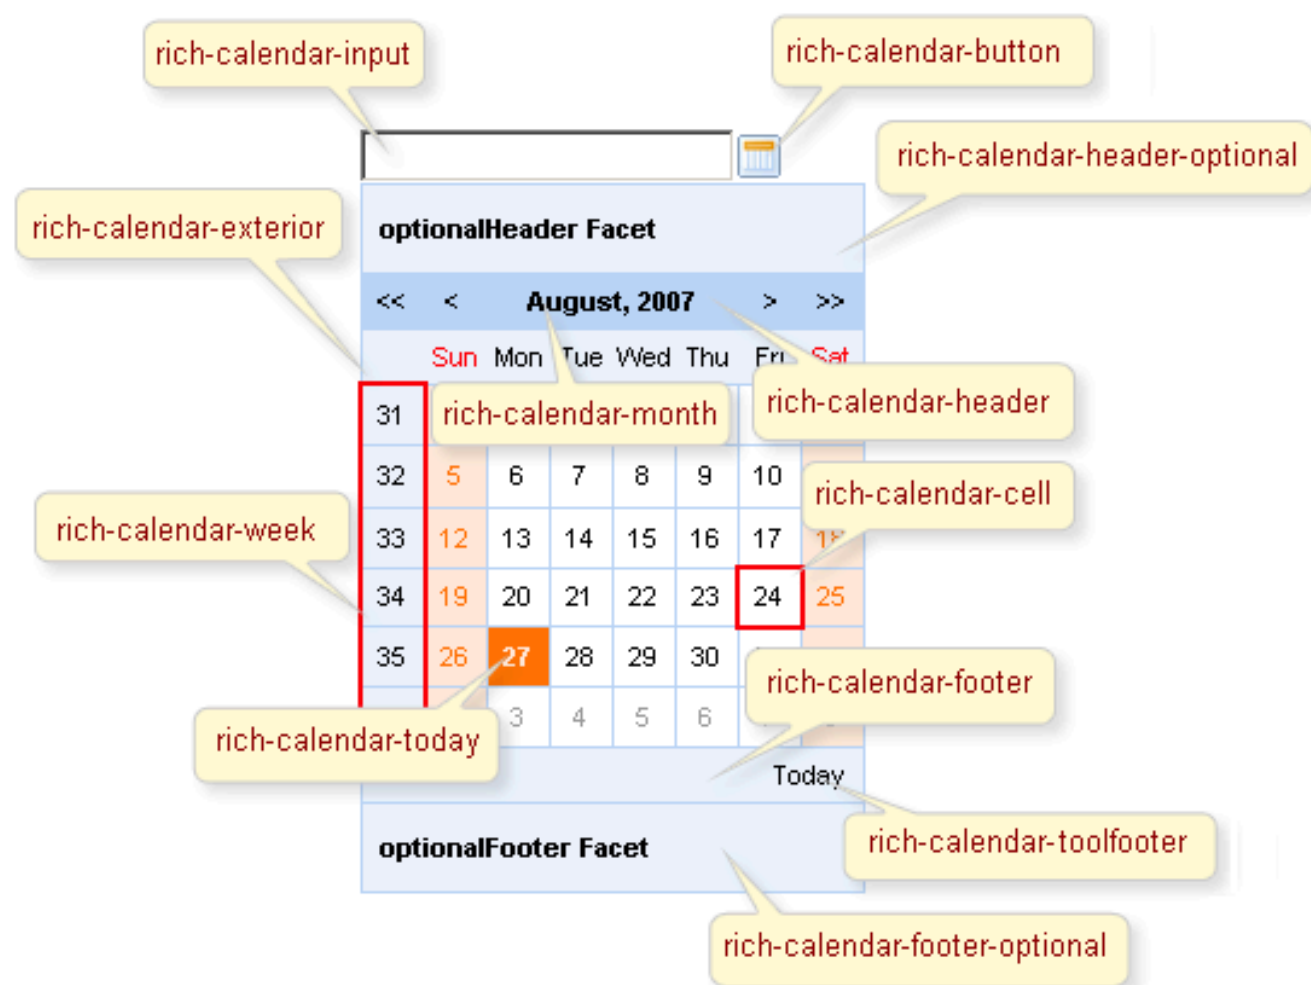 rich-calendar-input
rich-calendar-button
rich-calendar-header-optional
rich-calendar-exterior
optionalHeader Facet
<< < August, 2007 > >>
Sun Mon Tue Wed Thu Fri Sat
31
rich-calendar-month
rich-calendar-header
32 5 6 7 8 9 10
rich-calendar-cell
rich-calendar-week
33 12 13 14 15 16 17 18
34 19 20 21 22 23 24 25
35 26 27 28 29 30
rich-calendar-footer
3 4 5 6
rich-calendar-today
Today
rich-calendar-toolfooter
optionalFooter Facet
rich-calendar-footer-optional